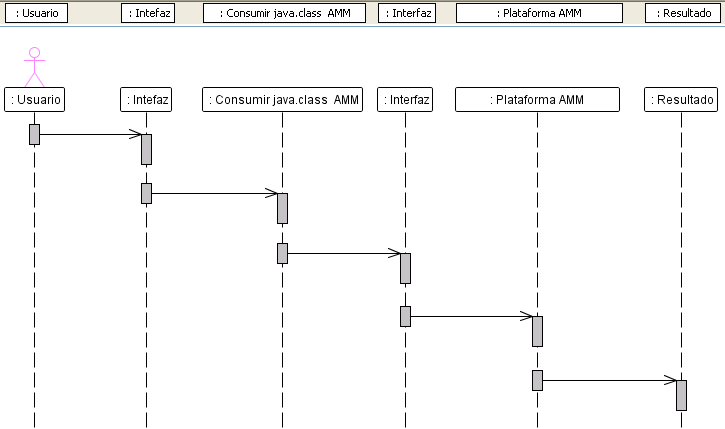 : Usuario
: Intefaz
: Consumir java.class  AMM
: Interfaz
: Plataforma AMM
: Resultado
: Usuario
: Intefaz
: Consumir java.class  AMM
: Interfaz
: Plataforma AMM
: Resultado